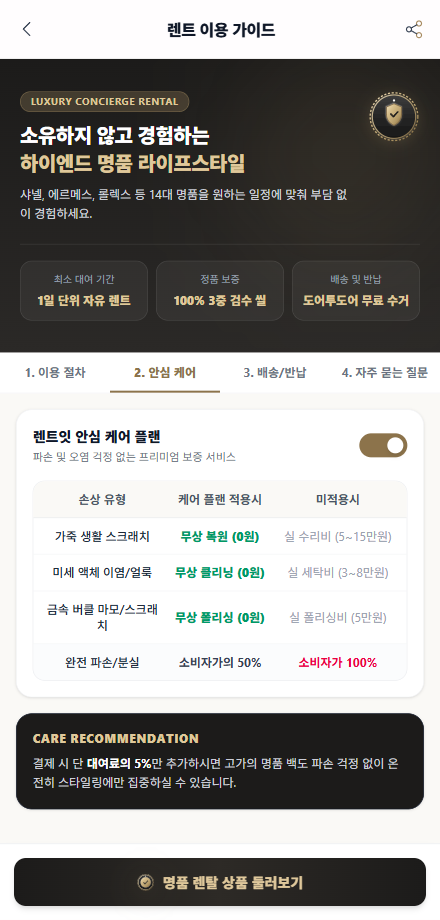 렌트 이용 가이드
LUXURY CONCIERGE RENTAL
소유하지 않고 경험하는
하이엔드 명품 라이프스타일
샤넬, 에르메스, 롤렉스 등 14대 명품을 원하는 일정에 맞춰 부담 없
이 경험하세요.
최소 대여 기간
1일 단위 자유 렌트
정품 보증
100% 3중 검수 씰
배송 및 반납
도어투도어 무료 수거
1. 이용 절차
2. 안심 케어
3. 배송/반납
4. 자주 묻는 질문
렌트잇 안심 케어 플랜
파손 및 오염 걱정 없는 프리미엄 보증 서비스
손상 유형 케어 플랜 적용시 미적용시
가죽 생활 스크래치 무상 복원 (0원) 실 수리비 (5~15만원)
미세 액체 이염/얼룩 무상 클리닝 (0원) 실 세탁비 (3~8만원)
금속 버클 마모/스크래
치 무상 폴리싱 (0원) 실 폴리싱비 (5만원)
완전 파손/분실 소비자가의 50% 소비자가 100%
CARE RECOMMENDATION
결제 시 단 대여료의 5%만 추가하시면 고가의 명품 백도 파손 걱정 없이 온
전히 스타일링에만 집중하실 수 있습니다.
명품 렌탈 상품 둘러보기